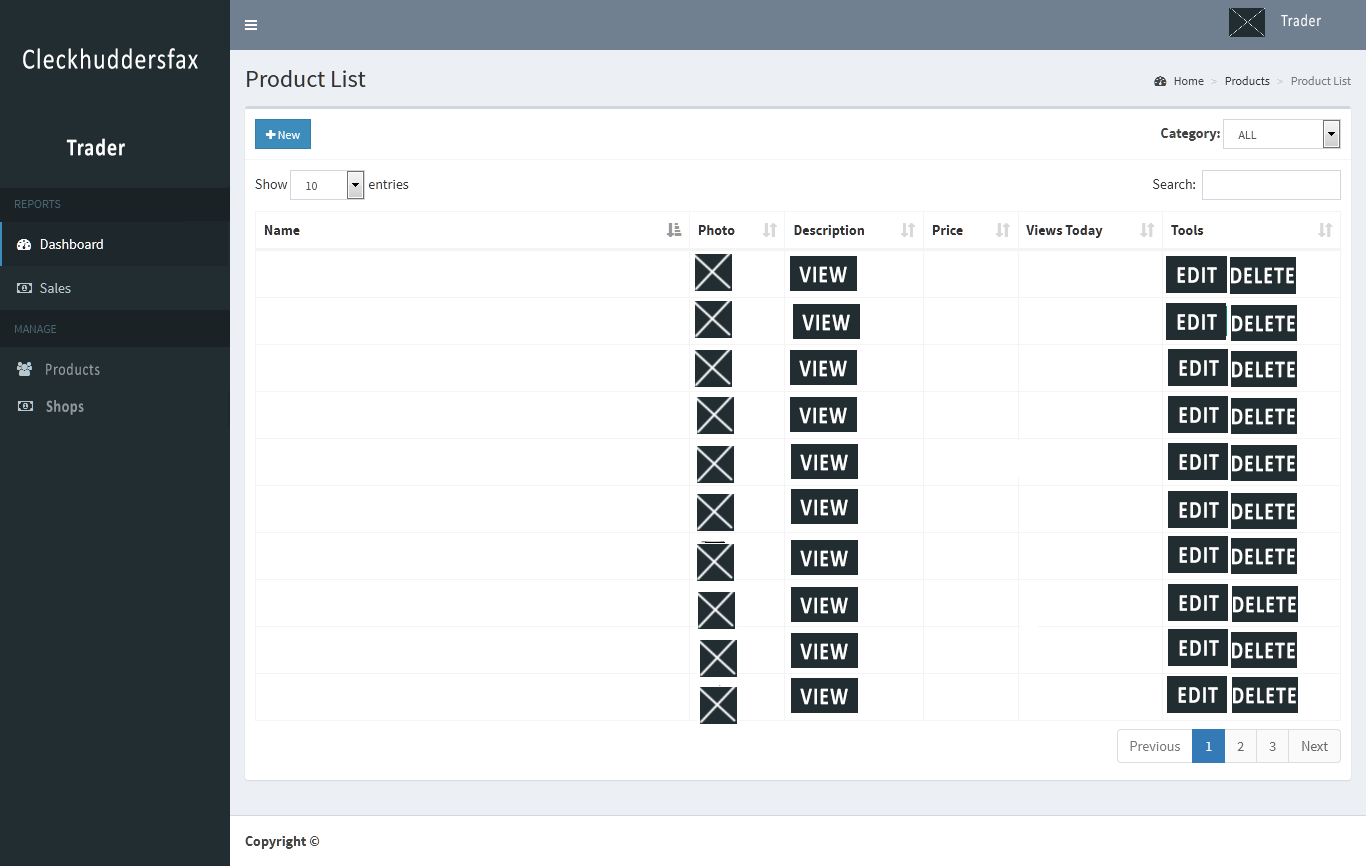 Cleckhuddersfax
Trader
REPORTS
Dashboard
Sales
MANAGE
Products
Shops
Trader
Product List
Home > Products > Product List
New
Category: ALL
Show 10 entries
Search:
Name Photo Description Price Views Today Tools
VIEW EDIT DELETE
VIEW EDIT DELETE
VIEW EDIT DELETE
VIEW EDIT DELETE
VIEW EDIT DELETE
VIEW EDIT DELETE
VIEW EDIT DELETE
VIEW EDIT DELETE
VIEW EDIT DELETE
VIEW EDIT DELETE
Previous 1 2 3 Next
Copyright ©